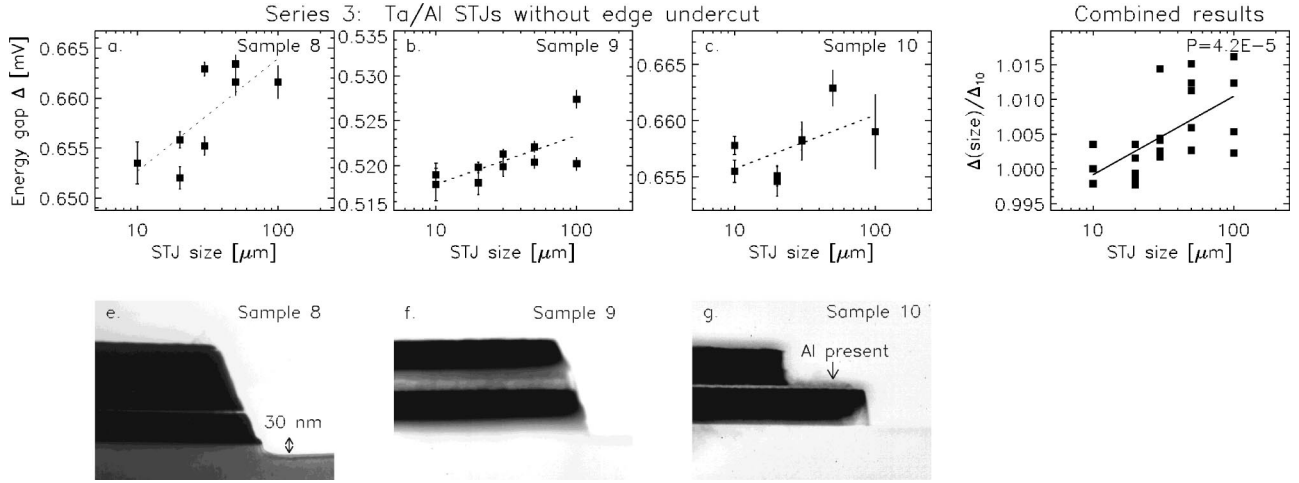 Series 3: Ta/Al STJs without edge undercut
Combined results
Energy gap Δ [mV]
0.665
0.660
0.655
0.650
a.
Sample 8
10
100
STJ size [μm]
0.535
0.530
0.525
0.520
0.515
b.
Sample 9
10
100
STJ size [μm]
0.665
0.660
0.655
c.
Sample 10
10
100
STJ size [μm]
Δ(size)/Δ10
1.015
1.010
1.005
1.000
0.995
P=4.2E-5
10
100
STJ size [μm]
e.
Sample 8
30 nm
f.
Sample 9
g.
Sample 10
Al present